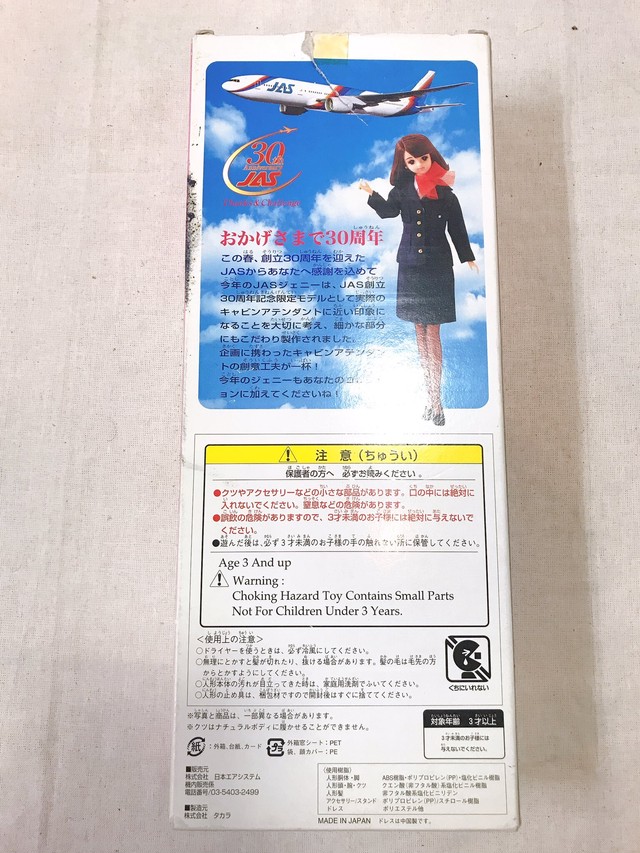 JAS
30th
Anniversary
JAS
おかげさまで30周年
この春、創立30周年を迎えた
JASからあなたへ感謝を込めて
今年のJASジェニーは、JAS創立
30周年記念限定モデルとして実際の
キャビンアテンダントに近い印象に
なることを大切に考え、細かな部分
にもこだわり製作されました。
企画に携わったキャビンアテンダン
トの創意工夫が一杯!
今年のジェニーもあなたの
ョンに加えてくださいね!
注 意(ちゅうい)
保護者の方へ 必ずお読みください。
●クツやアクセサリーなどの小さな部品があります。口の中には絶対に
入れないでください。窒息などの危険があります。
●誤飲の危険がありますので、3才未満のお子様には絶対に与えないで
ください。
●遊んだ後は、必ず3才未満のお子様の手の触れない所に保管してください。
Age 3 And up
Warning :
Choking Hazard Toy Contains Small Parts
Not For Children Under 3 Years.
<使用上の注意>
○ドライヤーを使うときは、必ず冷風にしてください。
○無理にとかすと髪が切れたり、抜ける場合があります。髪の毛は毛先の方
からとかすようにしてください。
○人形本体の汚れが目立ってきた時は、家庭用洗剤でふいてください。
○人形の止め具は、梱包材ですので開封後はすぐに捨ててください。
くちにいれない
※写真と商品は、一部異なる場合があります。
※クツはナチュラルボディに履かせることができません。
対象年齢 3才以上
3才未満のお子様には
与えないでください。
紙:外箱、台紙、カード
プラ
外箱窓シート:PET
袋、顔カバー:PE
■販売元
株式会社 日本エアシステム
機内販売係
電話番号/03-5403-2499
■製造元
株式会社 タカラ
〈使用樹脂〉
人形胴体・脚 ABS樹脂・ポリプロピレン(PP)・塩化ビニル樹脂
人形頭・腕・クツ クエン酸(非フタル酸)系塩化ビニル樹脂
人形髪 非フタル酸系塩化ビニリデン
アクセサリー/スタンド ポリプロピレン(PP)/スチロール樹脂
ドレス ポリエステル他
MADE IN JAPAN ドレスは中国製です。